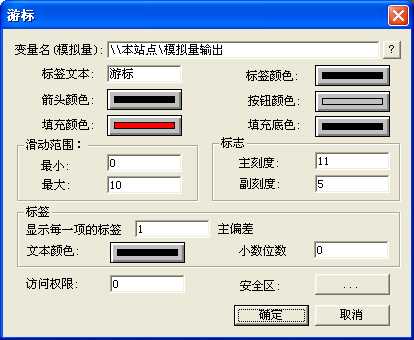 游标
变量名(模拟量): \\本站点\模拟量输出 ?
标签文本: 游标 标签颜色:
箭头颜色: 按钮颜色:
填充颜色: 填充底色:
滑动范围: 标志
最小: 0 主刻度: 11
最大: 10 副刻度: 5
标签
显示每一项的标签 1 主偏差
文本颜色: 小数位数 0
访问权限: 0 安全区: ...
确定 取消